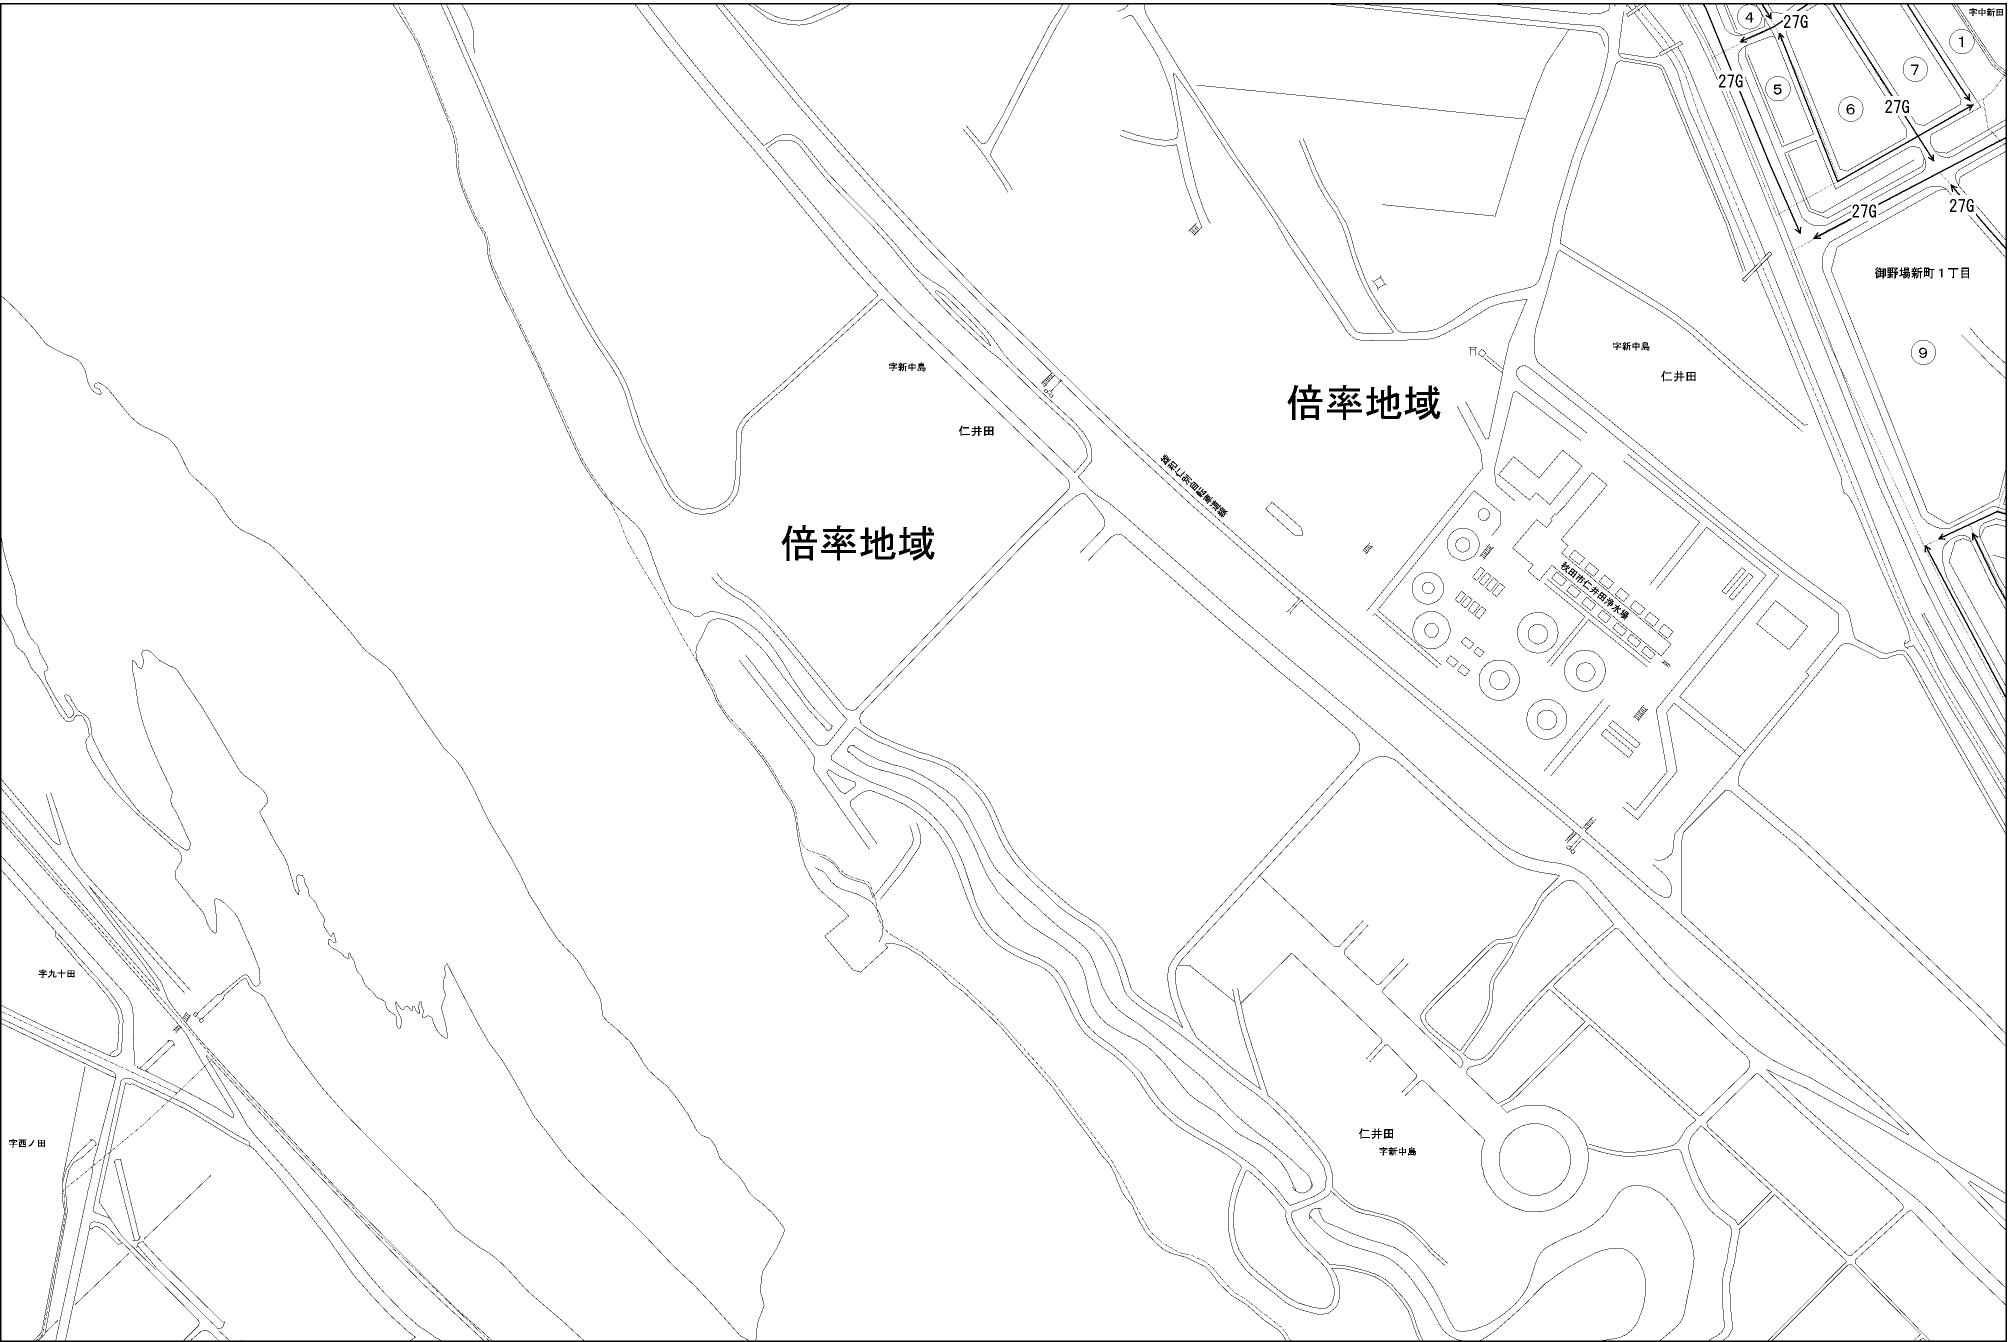 字中新田
④
27G
①
⑦
27G
⑤
27G
⑥
27G
27G
御野場新町1丁目
字新中島
⑨
字新中島
仁井田
倍率地域
仁井田
倍率地域
秋田市仁井田浄水場
字九十田
仁井田
字西ノ田
字新中島